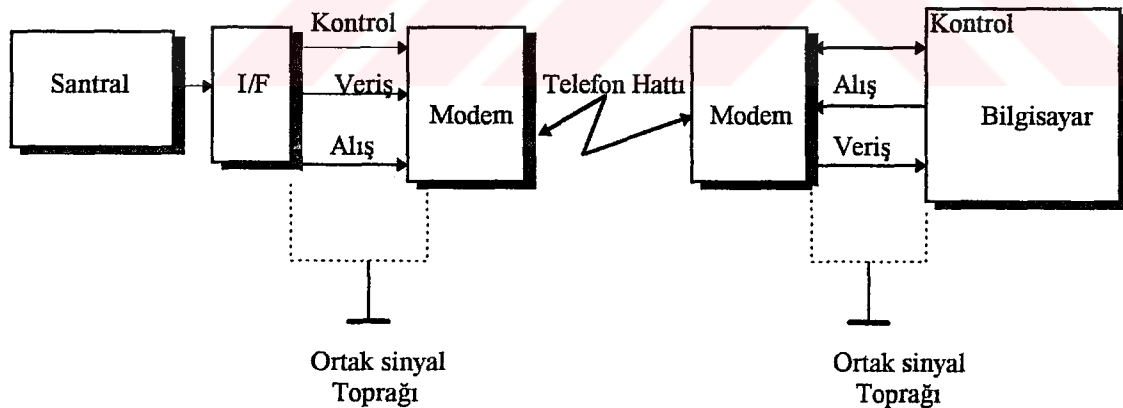 Kontrol
Santral
I/F
Veriş
Alış
Modem
Telefon Hattı
Modem
Kontrol
Alış
Veriş
Bilgisayar
Ortak sinyal
Toprağı
Ortak sinyal
Toprağı